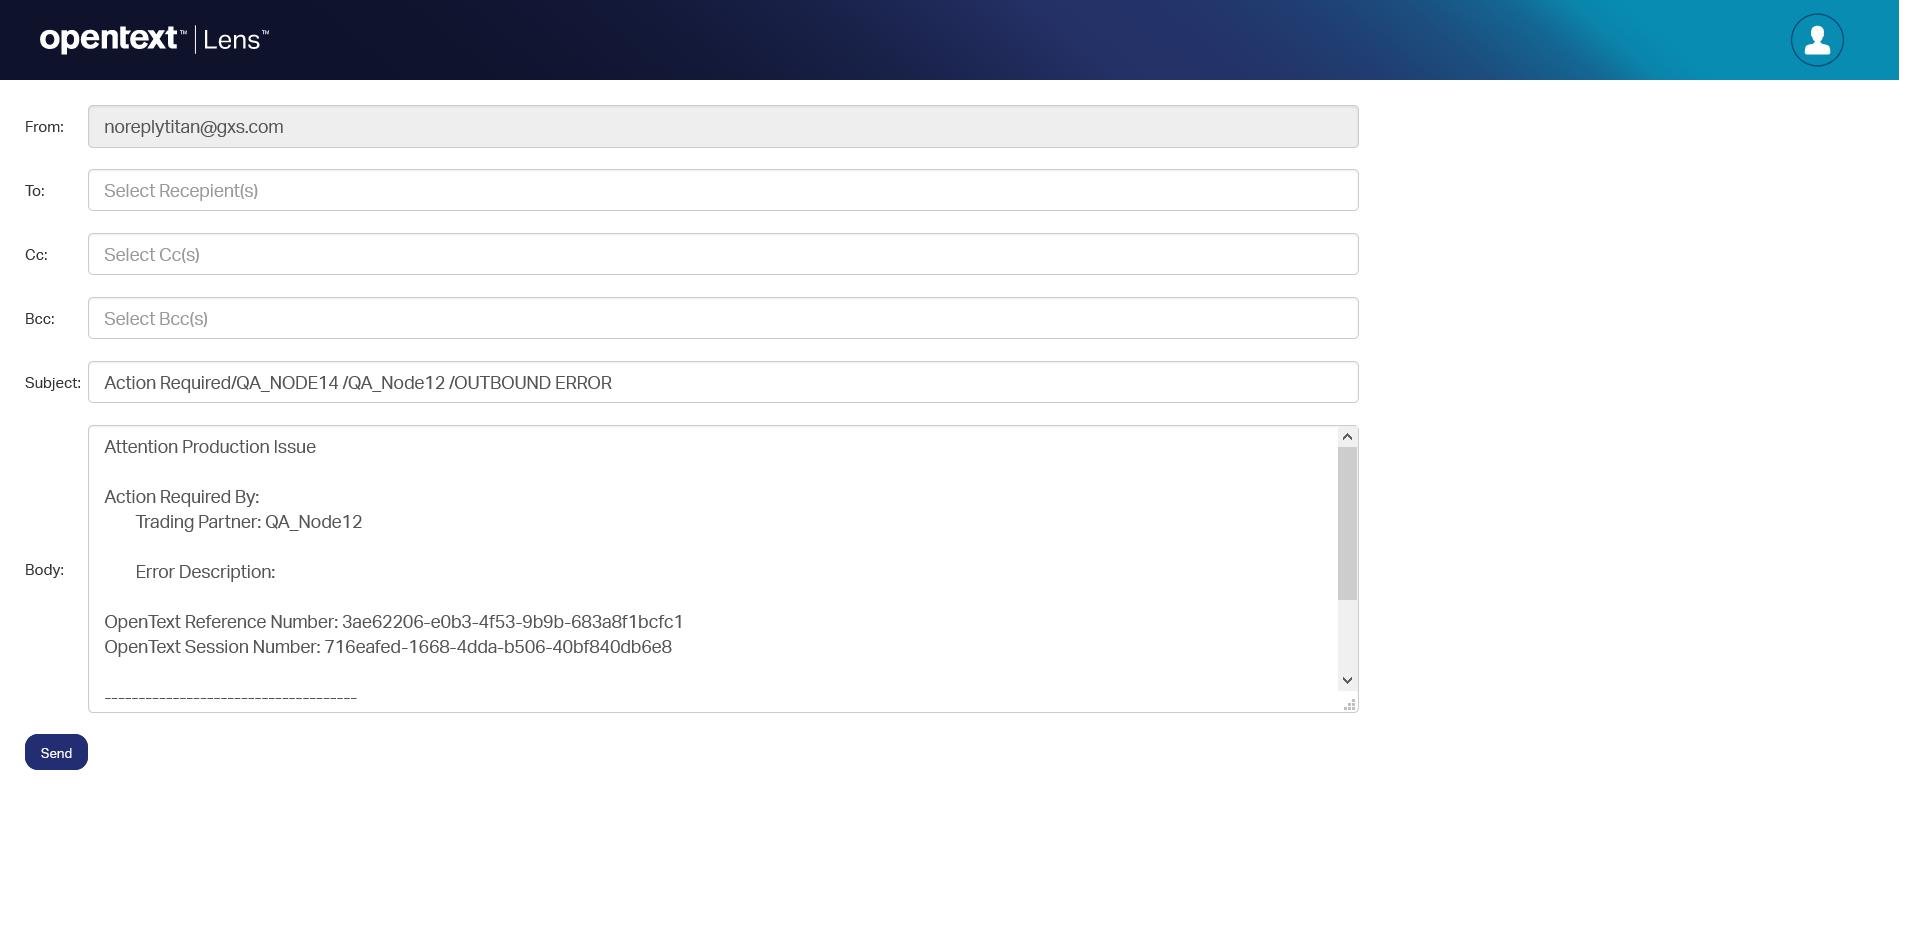 opentext™ | Lens™
From: noreplytitan@gxs.com
To: Select Recepient(s)
Cc: Select Cc(s)
Bcc: Select Bcc(s)
Subject: Action Required/QA_NODE14 /QA_Node12 /OUTBOUND ERROR
Body:
Attention Production Issue
Action Required By:
Trading Partner: QA_Node12
Error Description:
OpenText Reference Number: 3ae62206-e0b3-4f53-9b9b-683a8f1bcfc1
OpenText Session Number: 716eafed-1668-4dda-b506-40bf840db6e8
-------------------------------------
Send